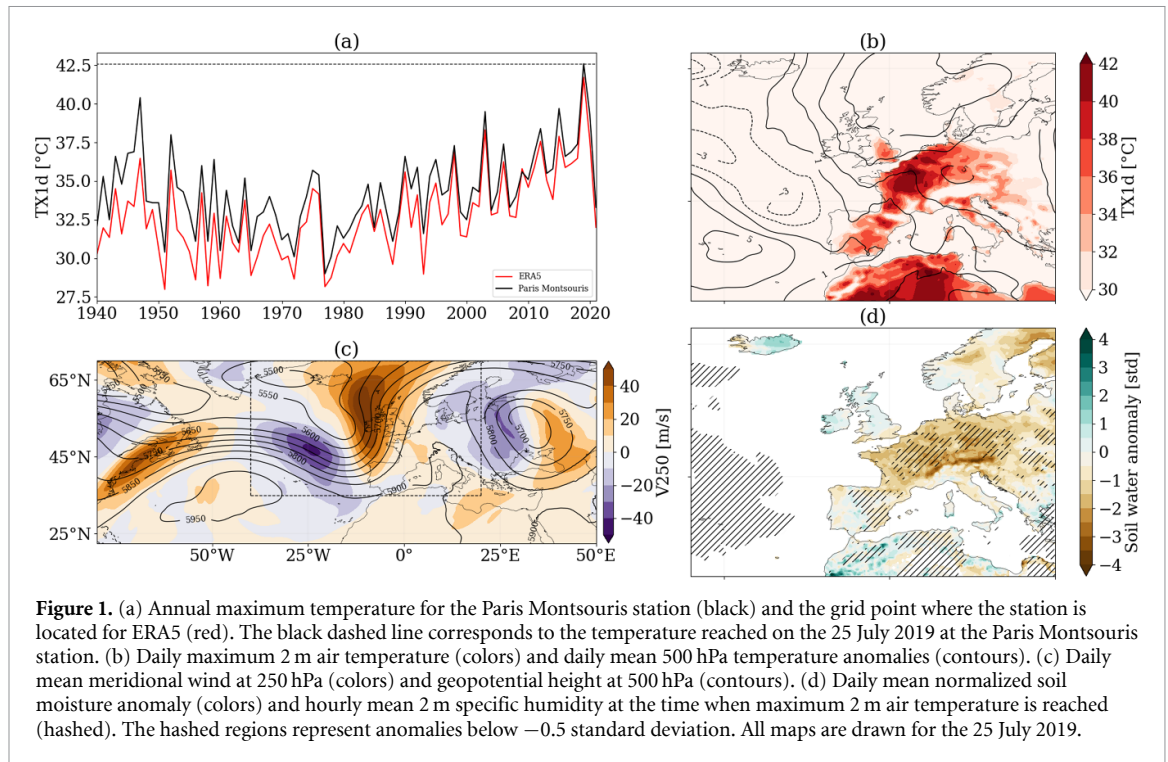 (a)
42.5
40.0
37.5
35.0
32.5
30.0
27.5
TX1d [°C]
ERA5
Paris Montsouris
1940 1950 1960 1970 1980 1990 2000 2010 2020
(b)
42
40
38
36
34
32
30
TX1d [°C]
(c)
65°N
45°N
25°N
50°W 25°W 0° 25°E 50°E
5500
5550
5750
5650
5600
5850
5950
5900
5800
5700
5750
5900
40
20
0
−20
−40
V250 [m/s]
(d)
4
3
2
1
0
−1
−2
−3
−4
Soil water anomaly [std]
Figure 1. (a) Annual maximum temperature for the Paris Montsouris station (black) and the grid point where the station is
located for ERA5 (red). The black dashed line corresponds to the temperature reached on the 25 July 2019 at the Paris Montsouris
station. (b) Daily maximum 2 m air temperature (colors) and daily mean 500 hPa temperature anomalies (contours). (c) Daily
mean meridional wind at 250 hPa (colors) and geopotential height at 500 hPa (contours). (d) Daily mean normalized soil
moisture anomaly (colors) and hourly mean 2 m specific humidity at the time when maximum 2 m air temperature is reached
(hashed). The hashed regions represent anomalies below −0.5 standard deviation. All maps are drawn for the 25 July 2019.